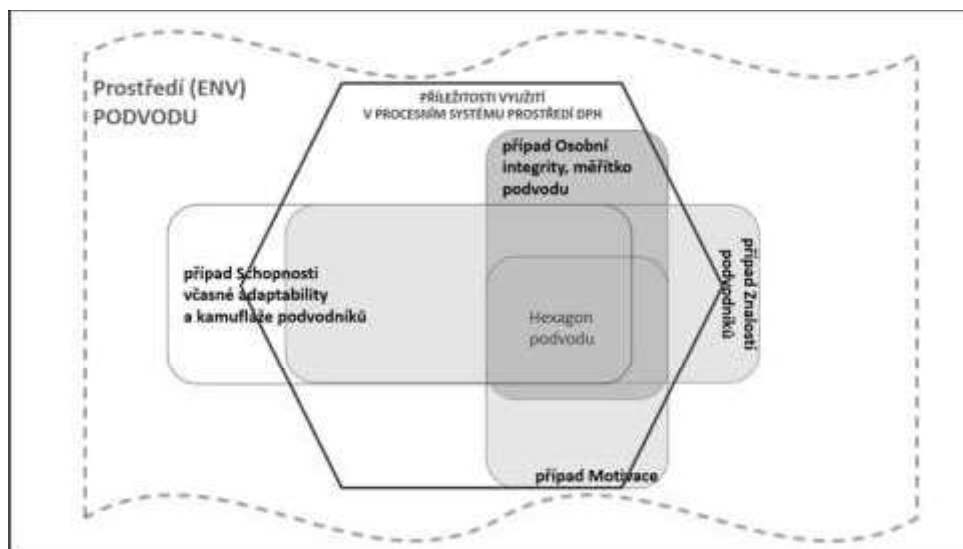 Prostředí (ENV)
PODVODU
PŘÍLEŽITOSTI VYUŽITÍ
V PROCESNÍM SYSTÉMU PROSTŘEDÍ DPH
případ Osobní
integrity, měřítko
podvodu
případ Schopnosti
včasné adaptability
a kamufláže podvodníků
případ Znalostí
podvodníků
Hexagon
podvodu
případ Motivace